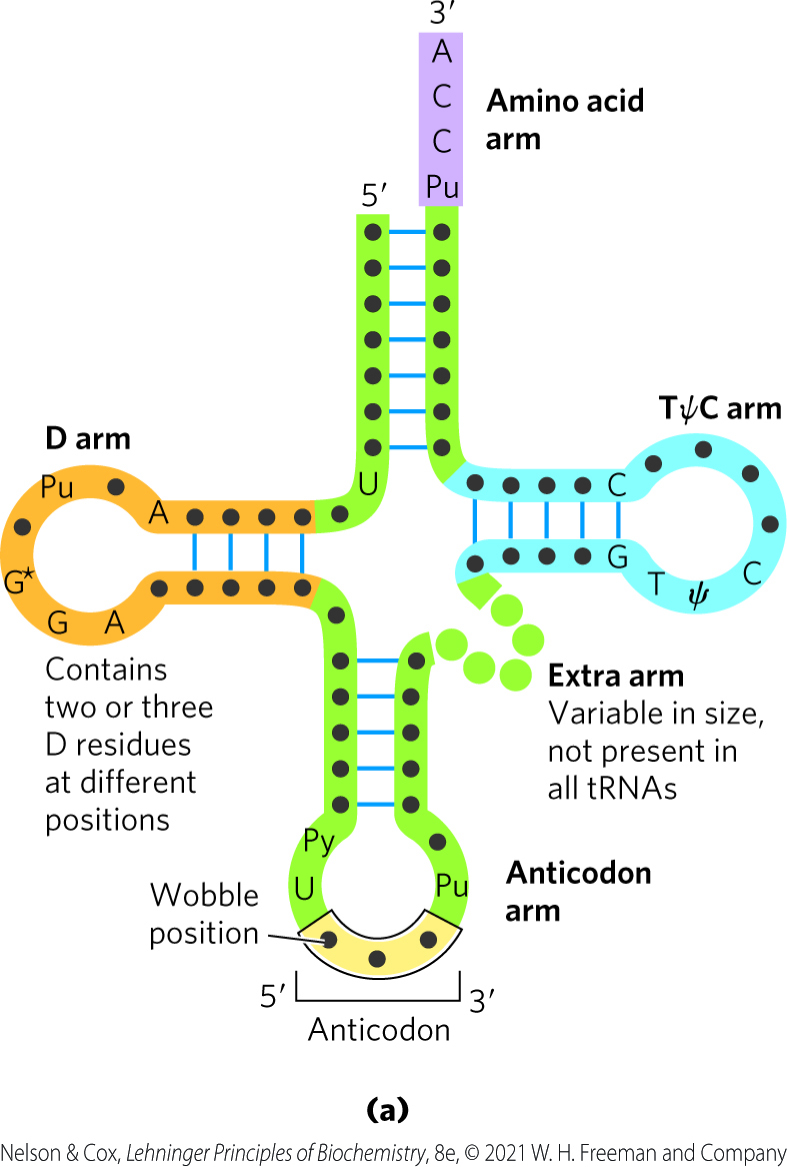 3′
A
C
C
Pu
Amino acid
arm
5′
U
TψC arm
C
G
T
ψ
C
D arm
Pu
A
G*
G
A
Contains
two or three
D residues
at different
positions
Extra arm
Variable in size,
not present in
all tRNAs
Py
U
Pu
Anticodon
arm
Wobble
position
5′
3′
Anticodon
(a)
Nelson & Cox, Lehninger Principles of Biochemistry, 8e, © 2021 W. H. Freeman and Company